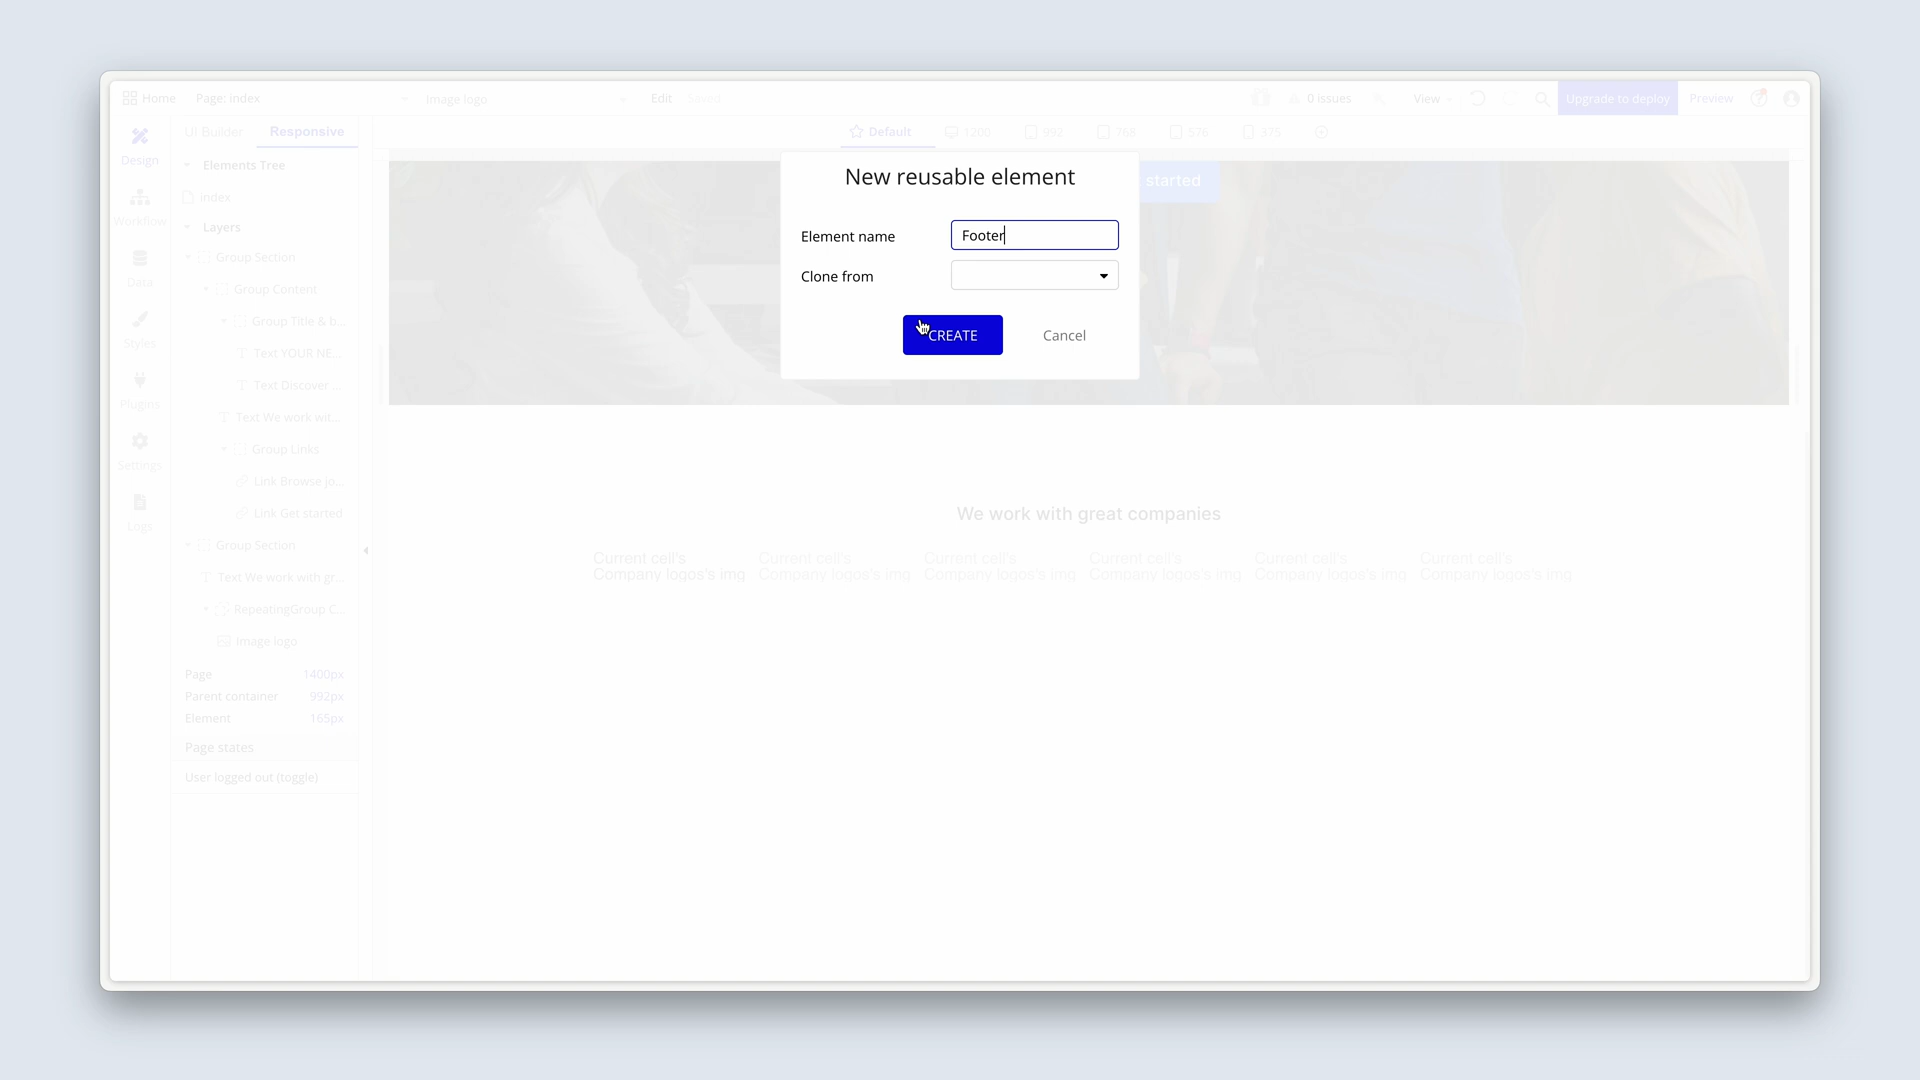 Home
Page: index
Image logo
Edit
Saved
0 issues
View
Upgrade to deploy
Preview
UI Builder
Responsive
Default
1200
992
768
576
375
Design
Workflow
Data
Styles
Plugins
Settings
Logs
Elements Tree
index
Layers
Group Section
Group Content
Group Title & b...
Text YOUR NE...
Text Discover ...
Text We work wit...
Group Links
Link Browse jo...
Link Get started
Group Section
Text We work with gr...
RepeatingGroup C...
Image logo
Page 1400px
Parent container 992px
Element 165px
Page states
User logged out (toggle)
started
New reusable element
Element name Footer
Clone from
CREATE Cancel
We work with great companies
Current cell's Current cell's Current cell's Current cell's Current cell's Current cell's
Company logos's img Company logos's img Company logos's img Company logos's img Company logos's img Company logos's img